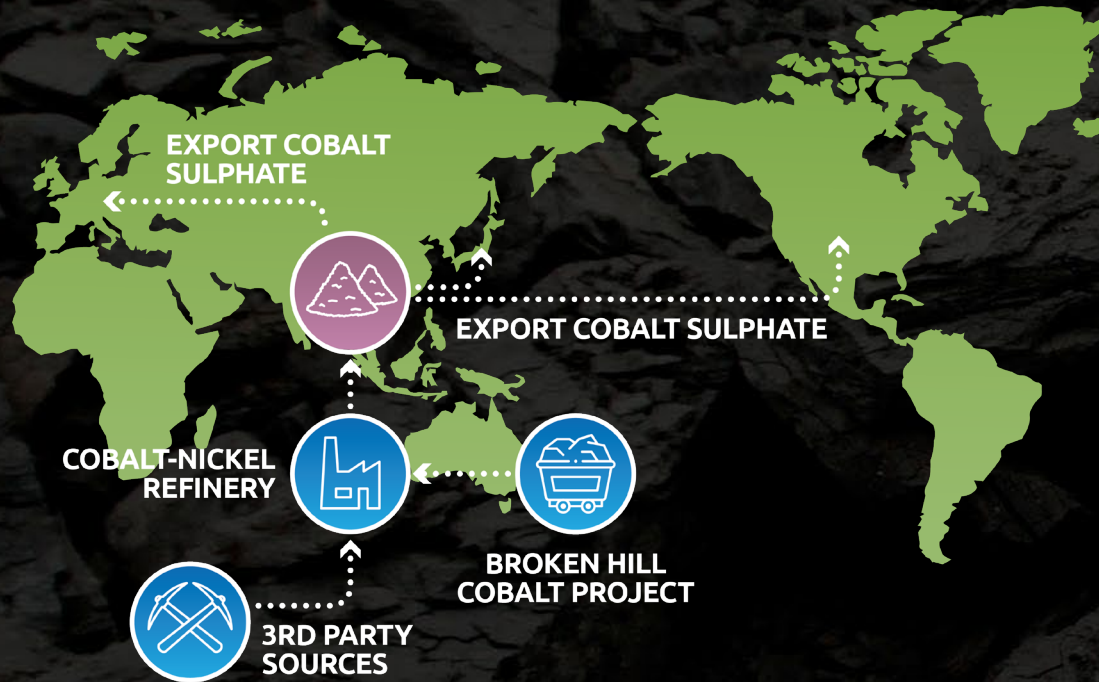 EXPORT COBALT
SULPHATE
EXPORT COBALT SULPHATE
COBALT-NICKEL
REFINERY
BROKEN HILL
COBALT PROJECT
3RD PARTY
SOURCES